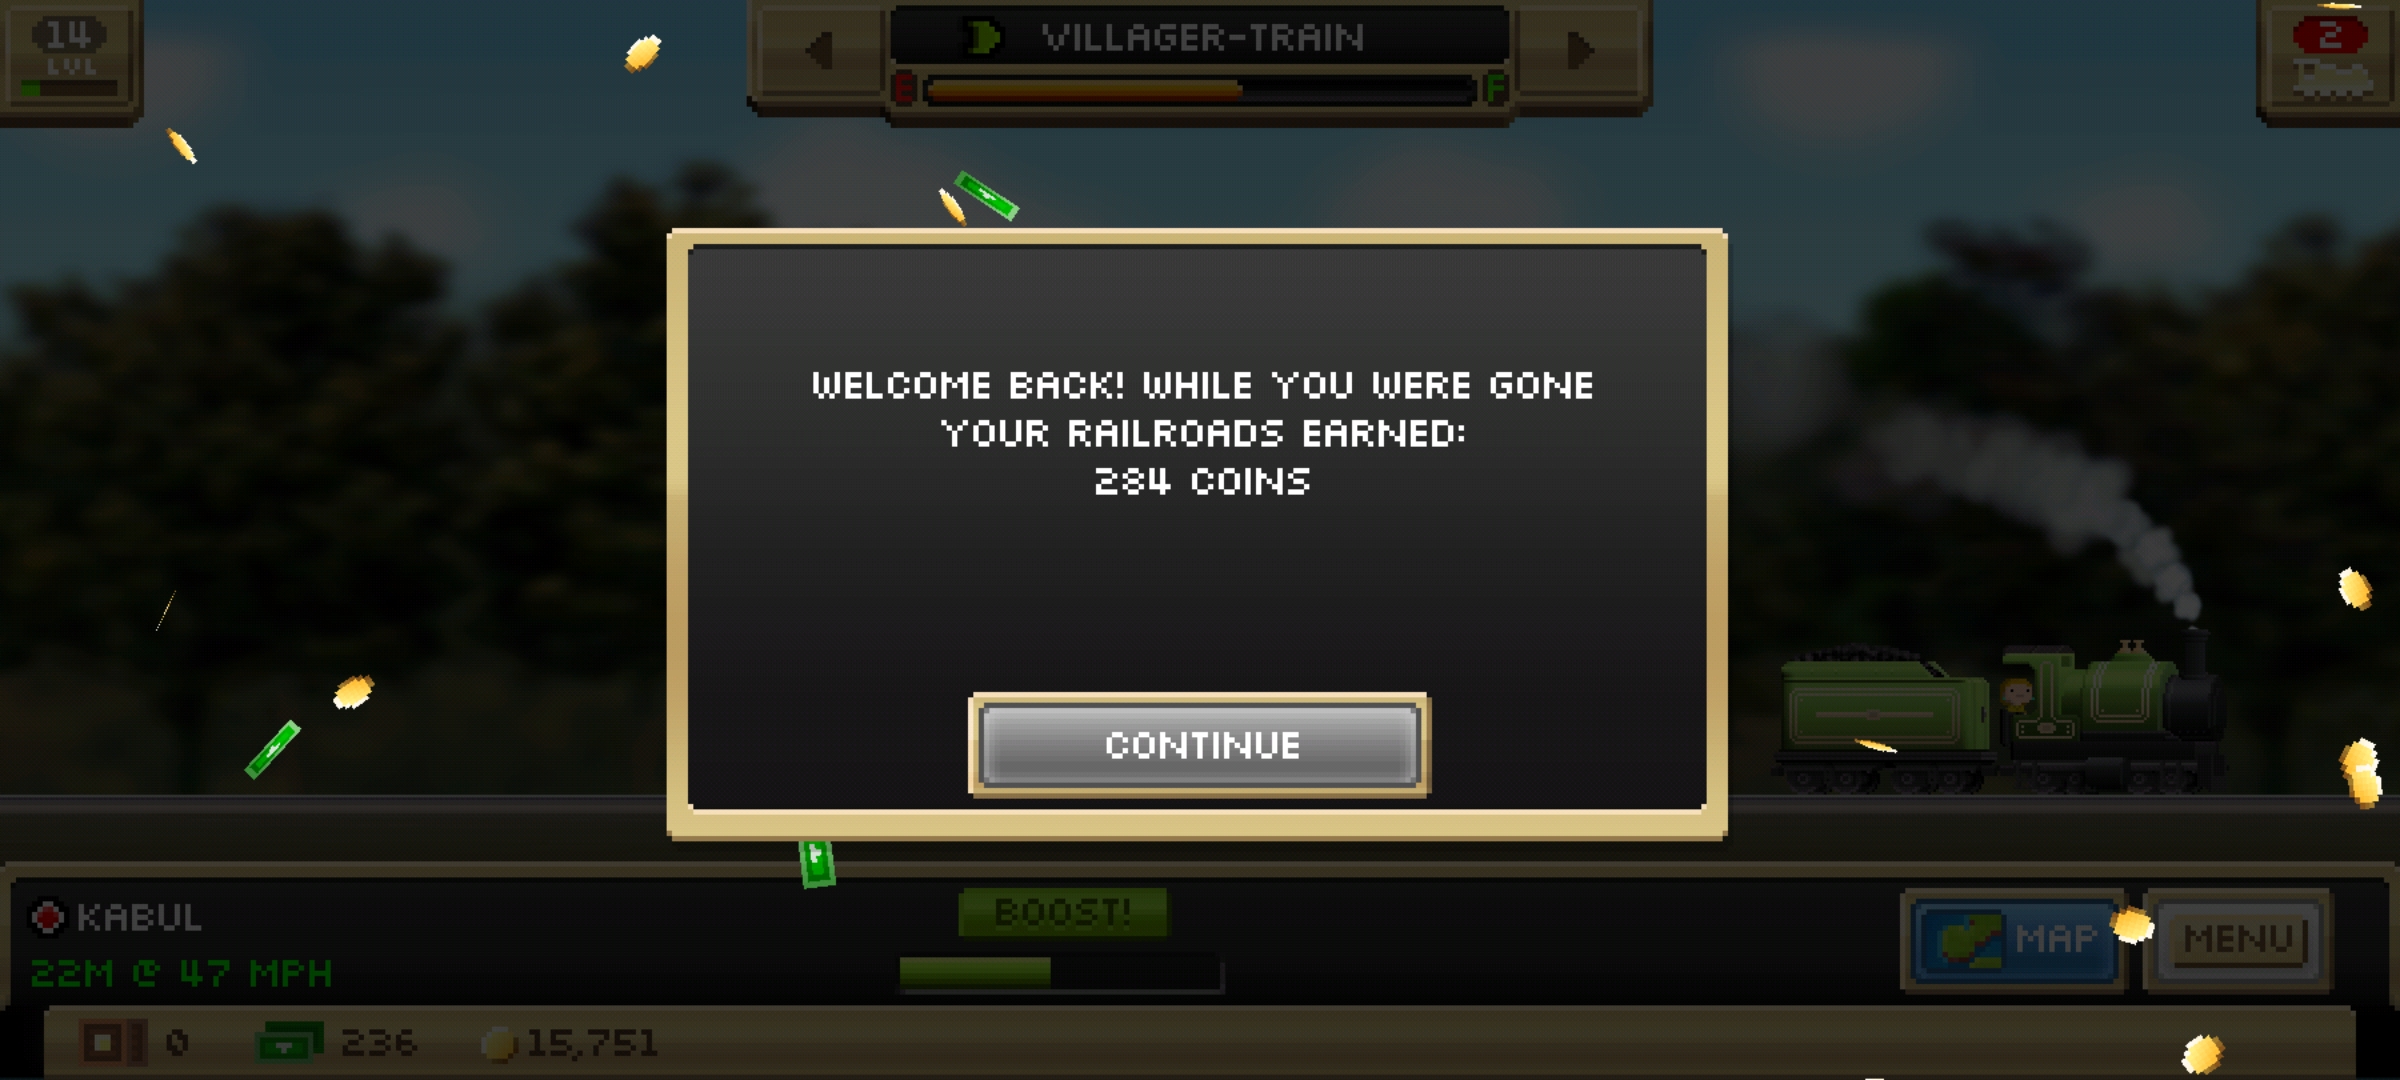 14
LVL
VILLAGER-TRAIN
E
F
2
WELCOME BACK! WHILE YOU WERE GONE
YOUR RAILROADS EARNED:
284 COINS
CONTINUE
KABUL
22M @ 47 MPH
BOOST!
MAP
MENU
0
236
15,751